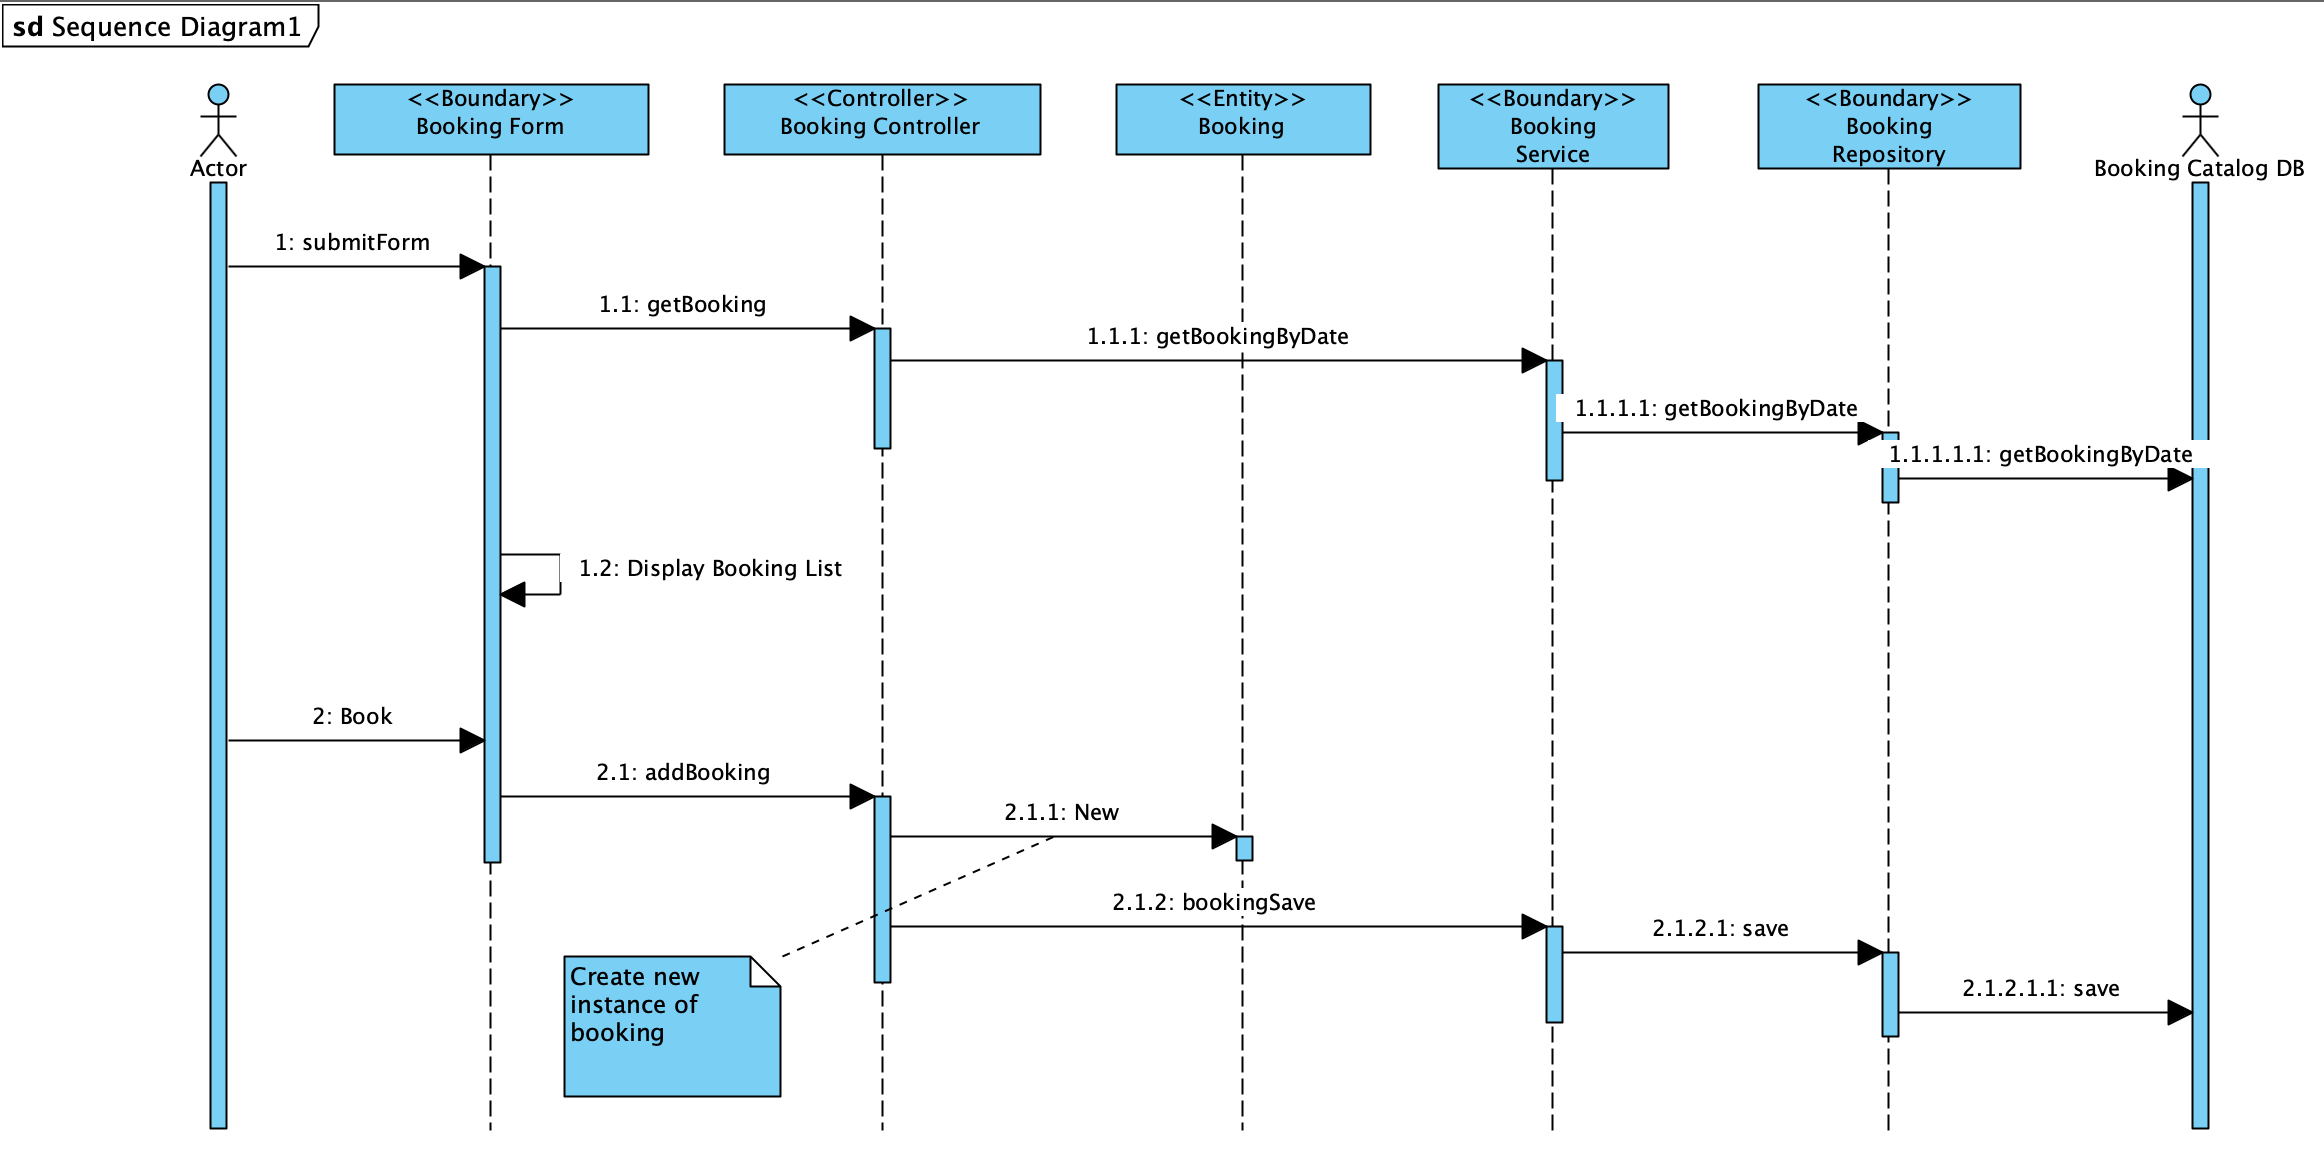 sd Sequence Diagram1
<<Boundary>>
Booking Form
<<Controller>>
Booking Controller
<<Entity>>
Booking
<<Boundary>>
Booking
Service
<<Boundary>>
Booking
Repository
Actor
Booking Catalog DB
1: submitForm
1.1: getBooking
1.1.1: getBookingByDate
1.1.1.1: getBookingByDate
1.1.1.1.1: getBookingByDate
1.2: Display Booking List
2: Book
2.1: addBooking
2.1.1: New
2.1.2: bookingSave
2.1.2.1: save
Create new
instance of
booking
2.1.2.1.1: save